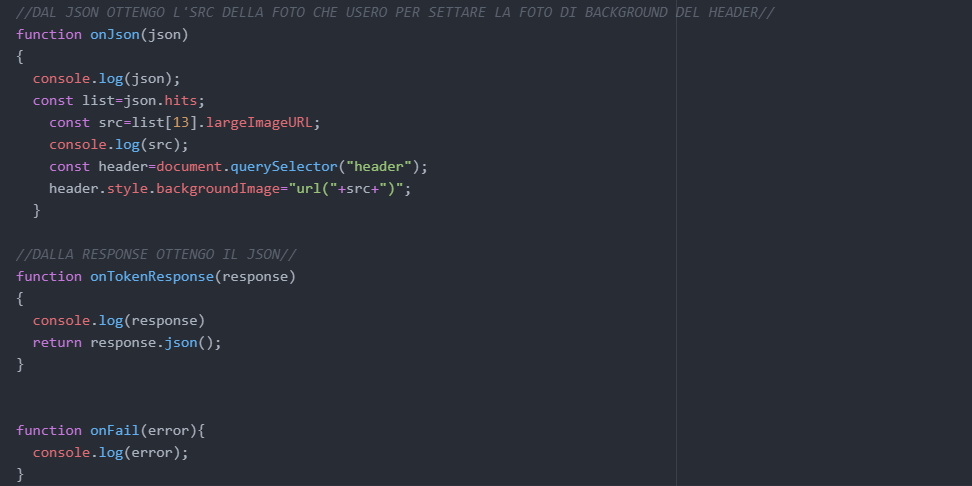 //DAL JSON OTTENGO L'SRC DELLA FOTO CHE USERO PER SETTARE LA FOTO DI BACKGROUND DEL HEADER//
function onJson(json)
{
  console.log(json);
  const list=json.hits;
    const src=list[13].largeImageURL;
    console.log(src);
    const header=document.querySelector("header");
    header.style.backgroundImage="url("+src+")";
  }

//DALLA RESPONSE OTTENGO IL JSON//
function onTokenResponse(response)
{
  console.log(response)
  return response.json();
}


function onFail(error){
  console.log(error);
}